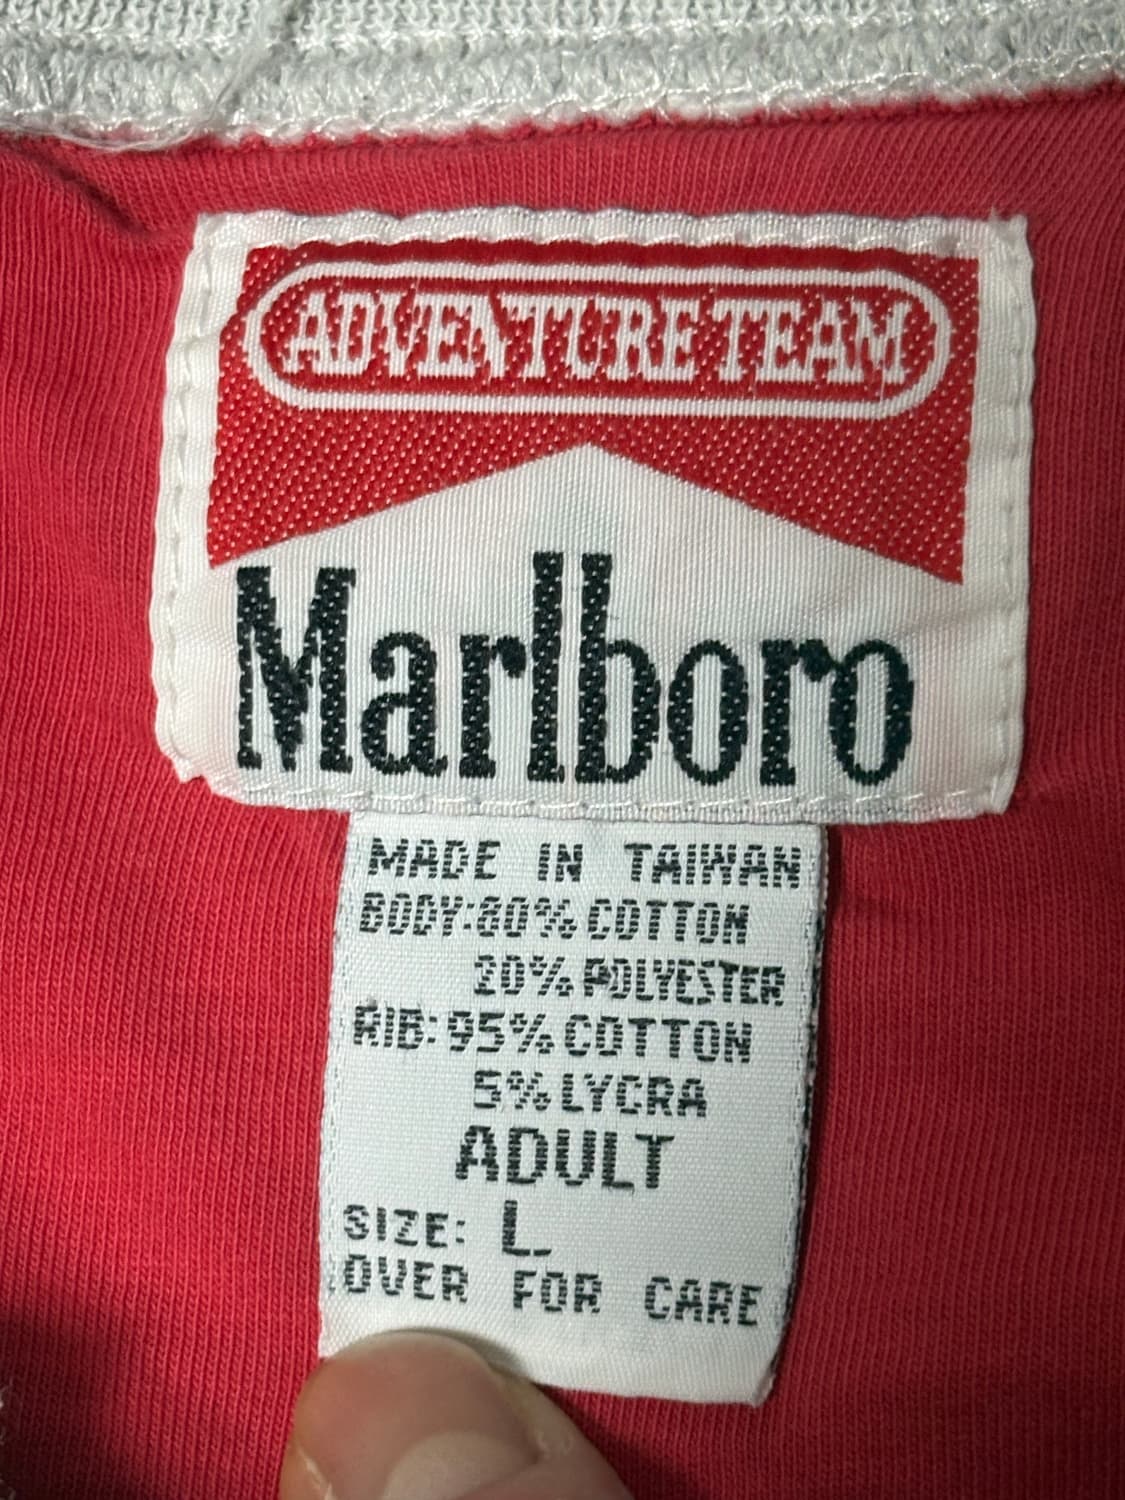 ADVENTURE TEAM
Marlboro
MADE IN TAIWAN
BODY:80% COTTON
20% POLYESTER
RIB:95% COTTON
5% LYCRA
ADULT
SIZE: L.
OVER FOR CARE